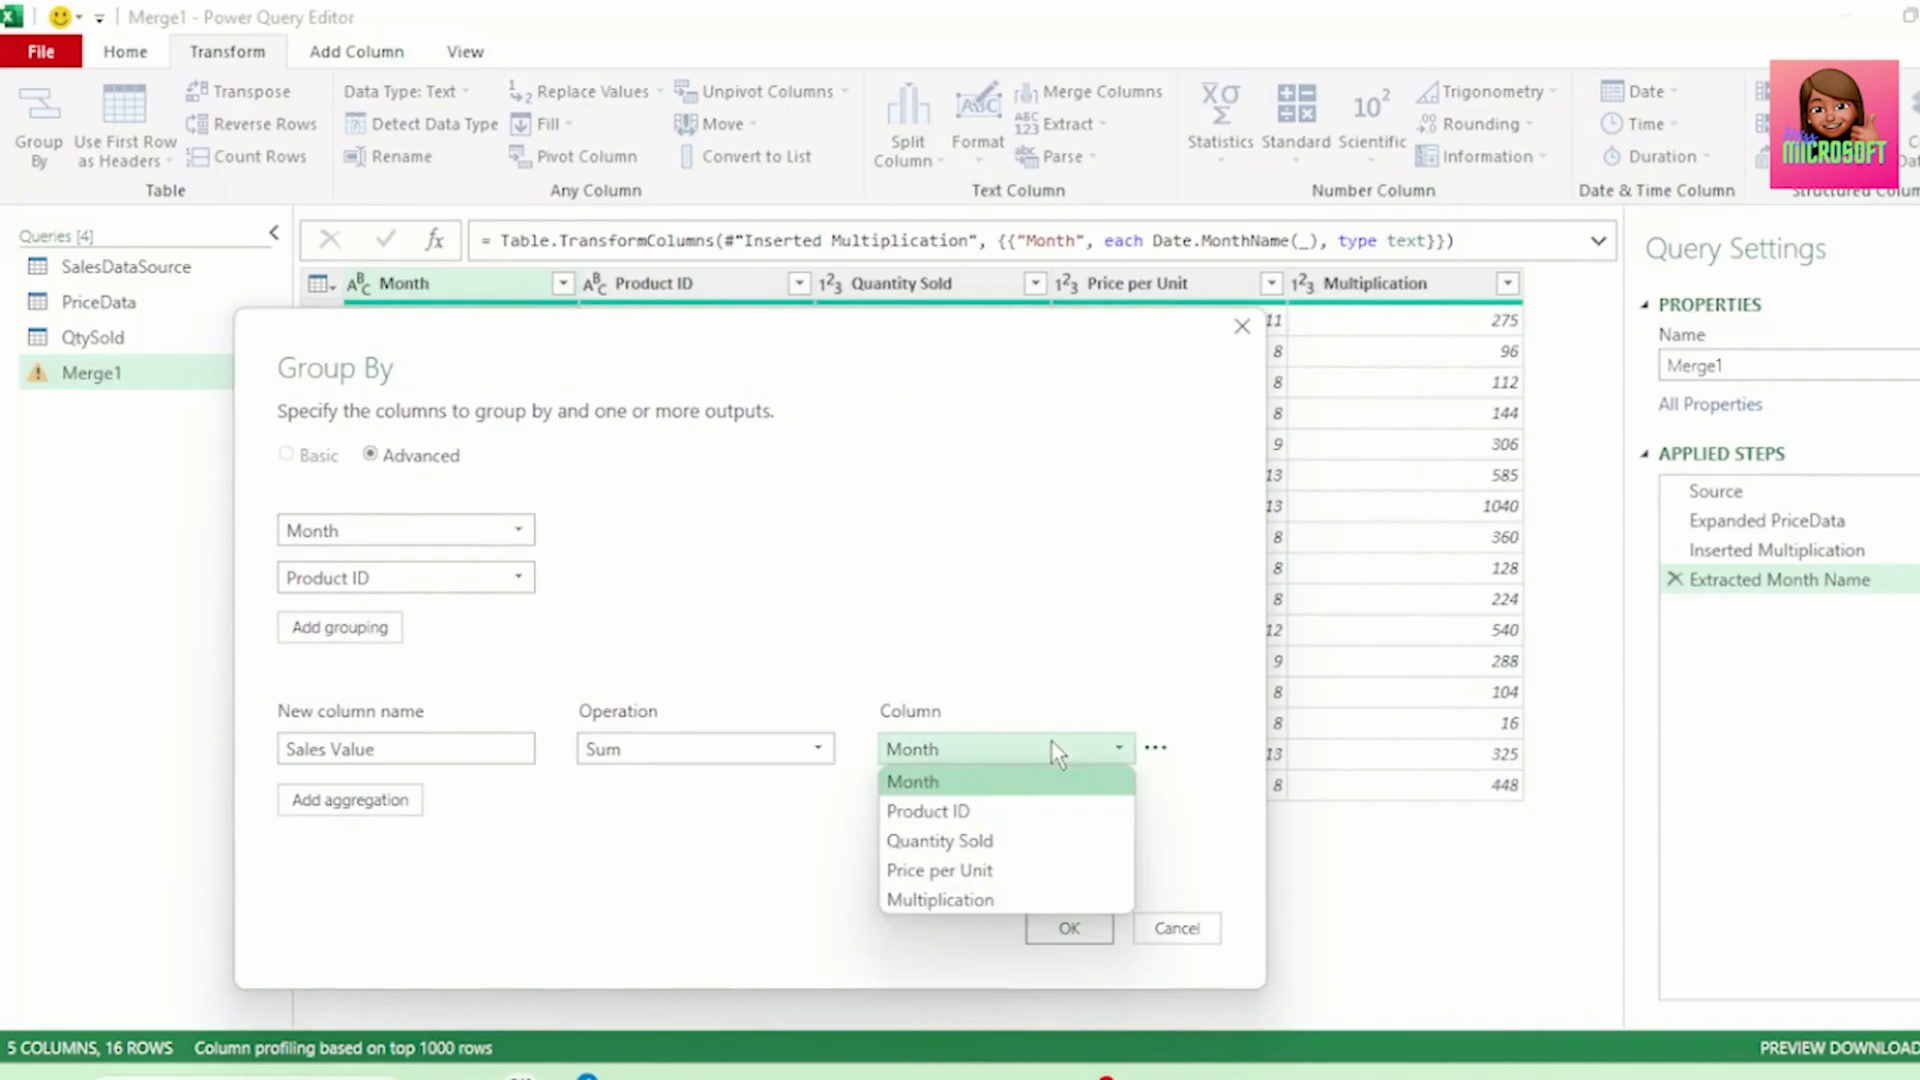 Merge1 - Power Query Editor
File Home Transform Add Column View
Group By
Use First Row as Headers
Transpose
Reverse Rows
Count Rows
Table
Data Type: Text
Detect Data Type
Rename
Replace Values
Fill
Pivot Column
Unpivot Columns
Move
Convert to List
Any Column
Split Column
Format
Merge Columns
Extract
Parse
Text Column
Statistics
Standard
Scientific
Trigonometry
Rounding
Information
Number Column
Date
Time
Duration
Date & Time Column
Structured Colum
My
MICROSOFT
Queries [4]
SalesDataSource
PriceData
QtySold
Merge1
fx
= Table.TransformColumns(#"Inserted Multiplication", {{"Month", each Date.MonthName(_), type text}})
Month Product ID Quantity Sold Price per Unit Multiplication
11 275
8 96
8 112
8 144
9 306
13 585
13 1040
8 360
8 128
8 224
12 540
9 288
8 104
8 16
13 325
8 448
Group By
Specify the columns to group by and one or more outputs.
Basic Advanced
Month
Product ID
Add grouping
New column name Operation Column
Sales Value Sum Month
Add aggregation
Month
Product ID
Quantity Sold
Price per Unit
Multiplication
OK Cancel
Query Settings
PROPERTIES
Name
Merge1
All Properties
APPLIED STEPS
Source
Expanded PriceData
Inserted Multiplication
Extracted Month Name
5 COLUMNS, 16 ROWS Column profiling based on top 1000 rows
PREVIEW DOWNLOAD